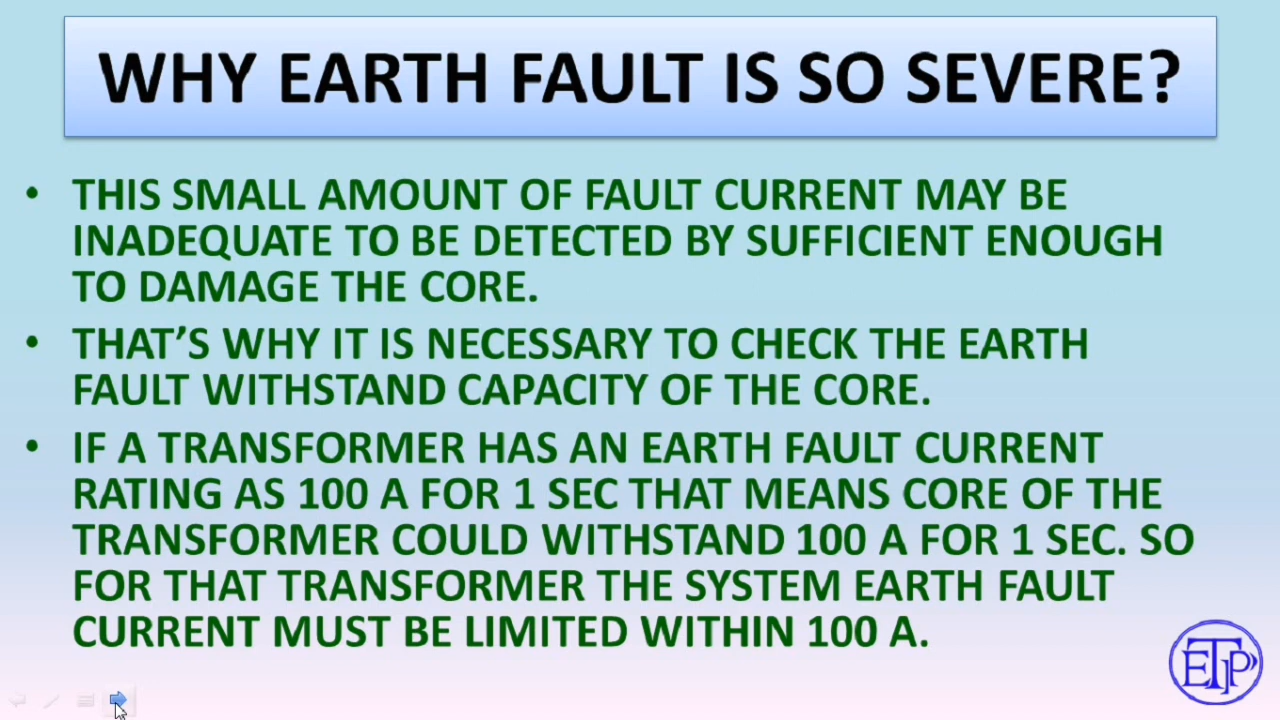 WHY EARTH FAULT IS SO SEVERE?
• THIS SMALL AMOUNT OF FAULT CURRENT MAY BE
INADEQUATE TO BE DETECTED BY SUFFICIENT ENOUGH
TO DAMAGE THE CORE.
• THAT’S WHY IT IS NECESSARY TO CHECK THE EARTH
FAULT WITHSTAND CAPACITY OF THE CORE.
• IF A TRANSFORMER HAS AN EARTH FAULT CURRENT
RATING AS 100 A FOR 1 SEC THAT MEANS CORE OF THE
TRANSFORMER COULD WITHSTAND 100 A FOR 1 SEC. SO
FOR THAT TRANSFORMER THE SYSTEM EARTH FAULT
CURRENT MUST BE LIMITED WITHIN 100 A.
ETP